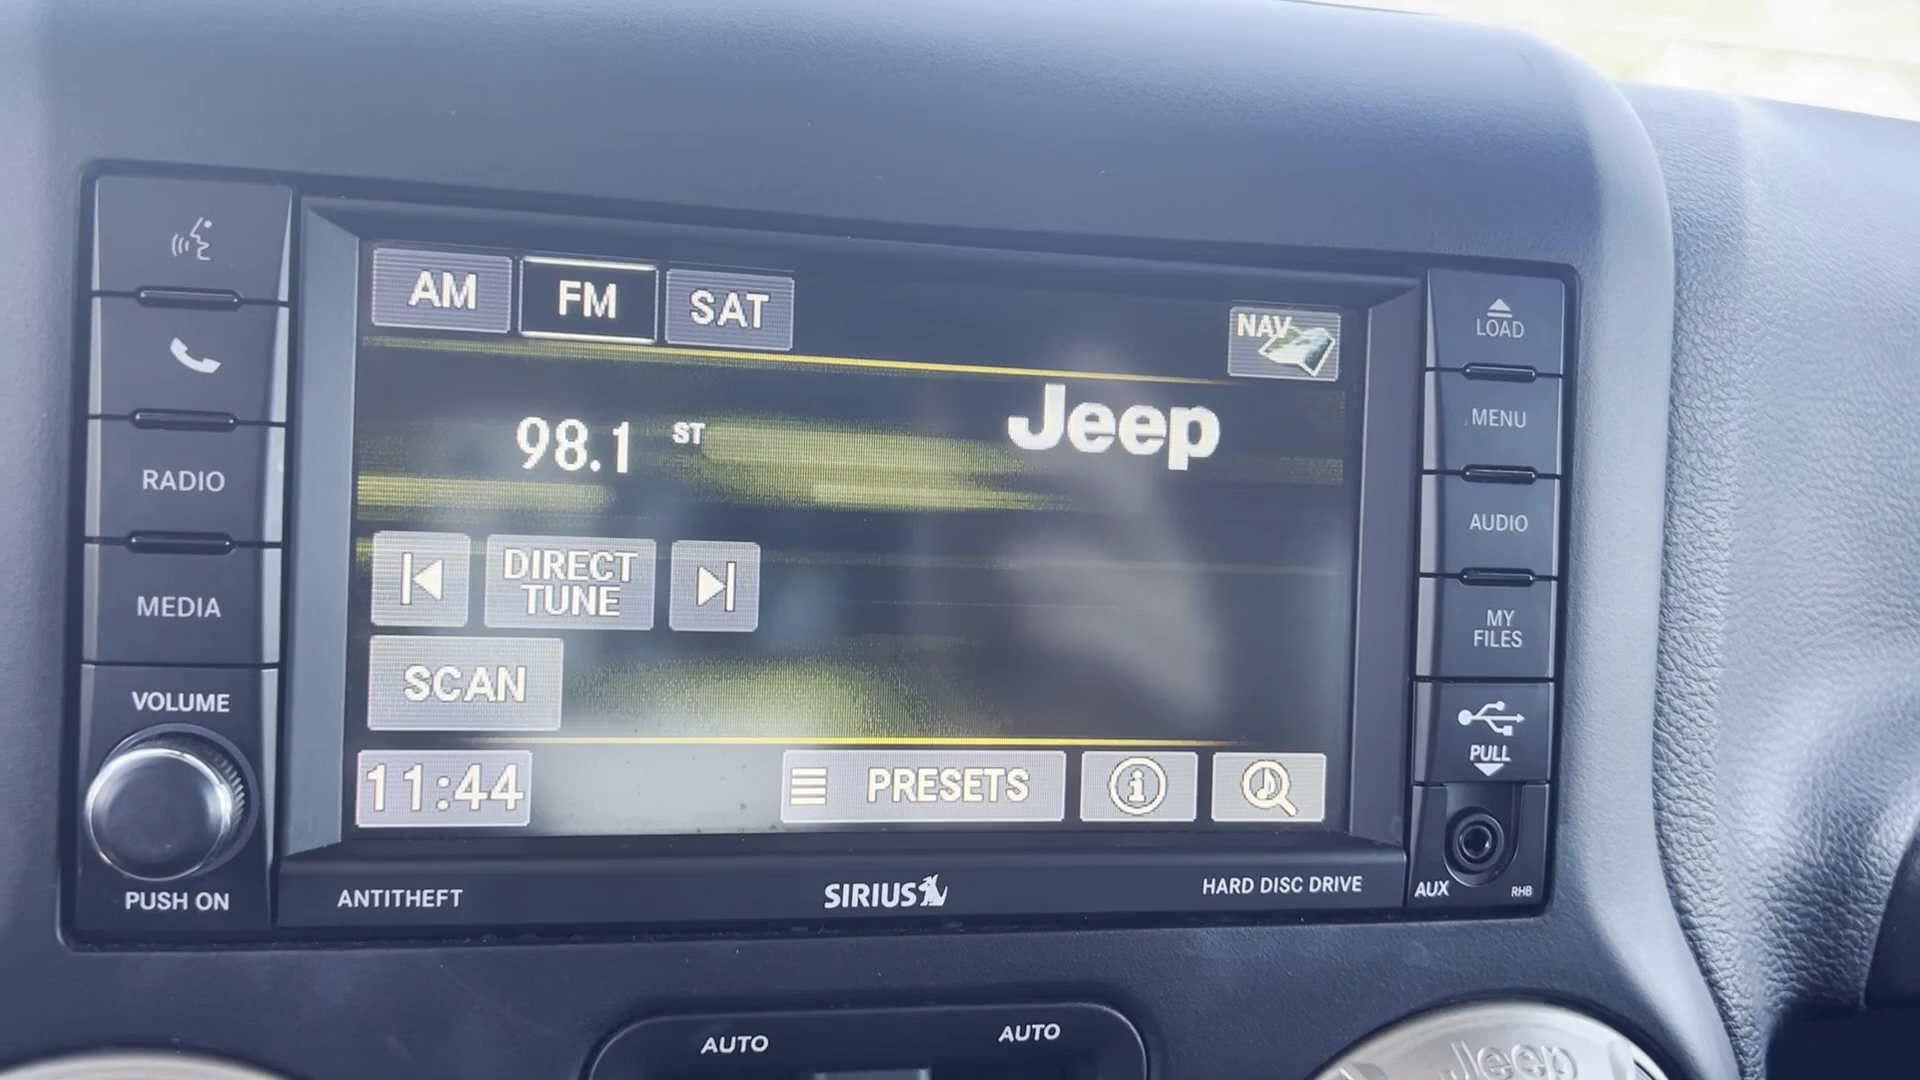 AM FM SAT
NAV
98.1 ST
Jeep
DIRECT
TUNE
SCAN
11:44 PRESETS
RADIO
MEDIA
VOLUME
PUSH ON
LOAD
MENU
AUDIO
MY
FILES
PULL
AUX RHB
ANTITHEFT SIRIUS HARD DISC DRIVE
AUTO AUTO
Jeep